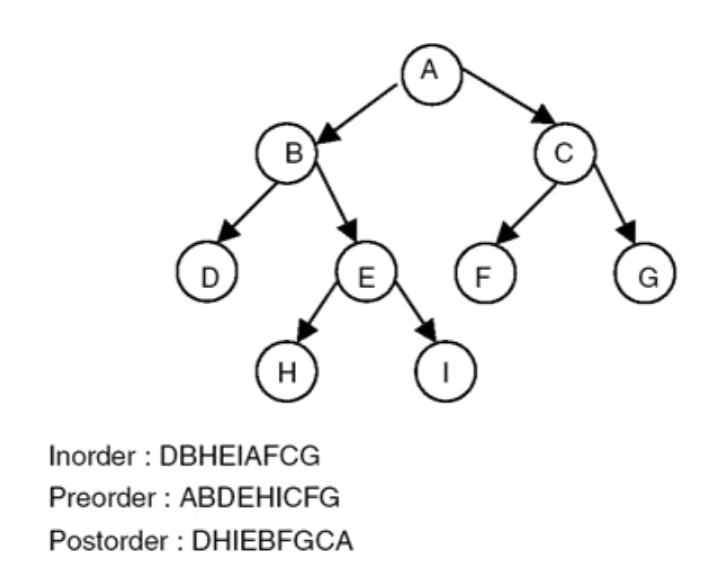 A
B
C
D
E
F
G
H
I
Inorder : DBHEIAFCG
Preorder : ABDEHICFG
Postorder : DHIEBFGCA